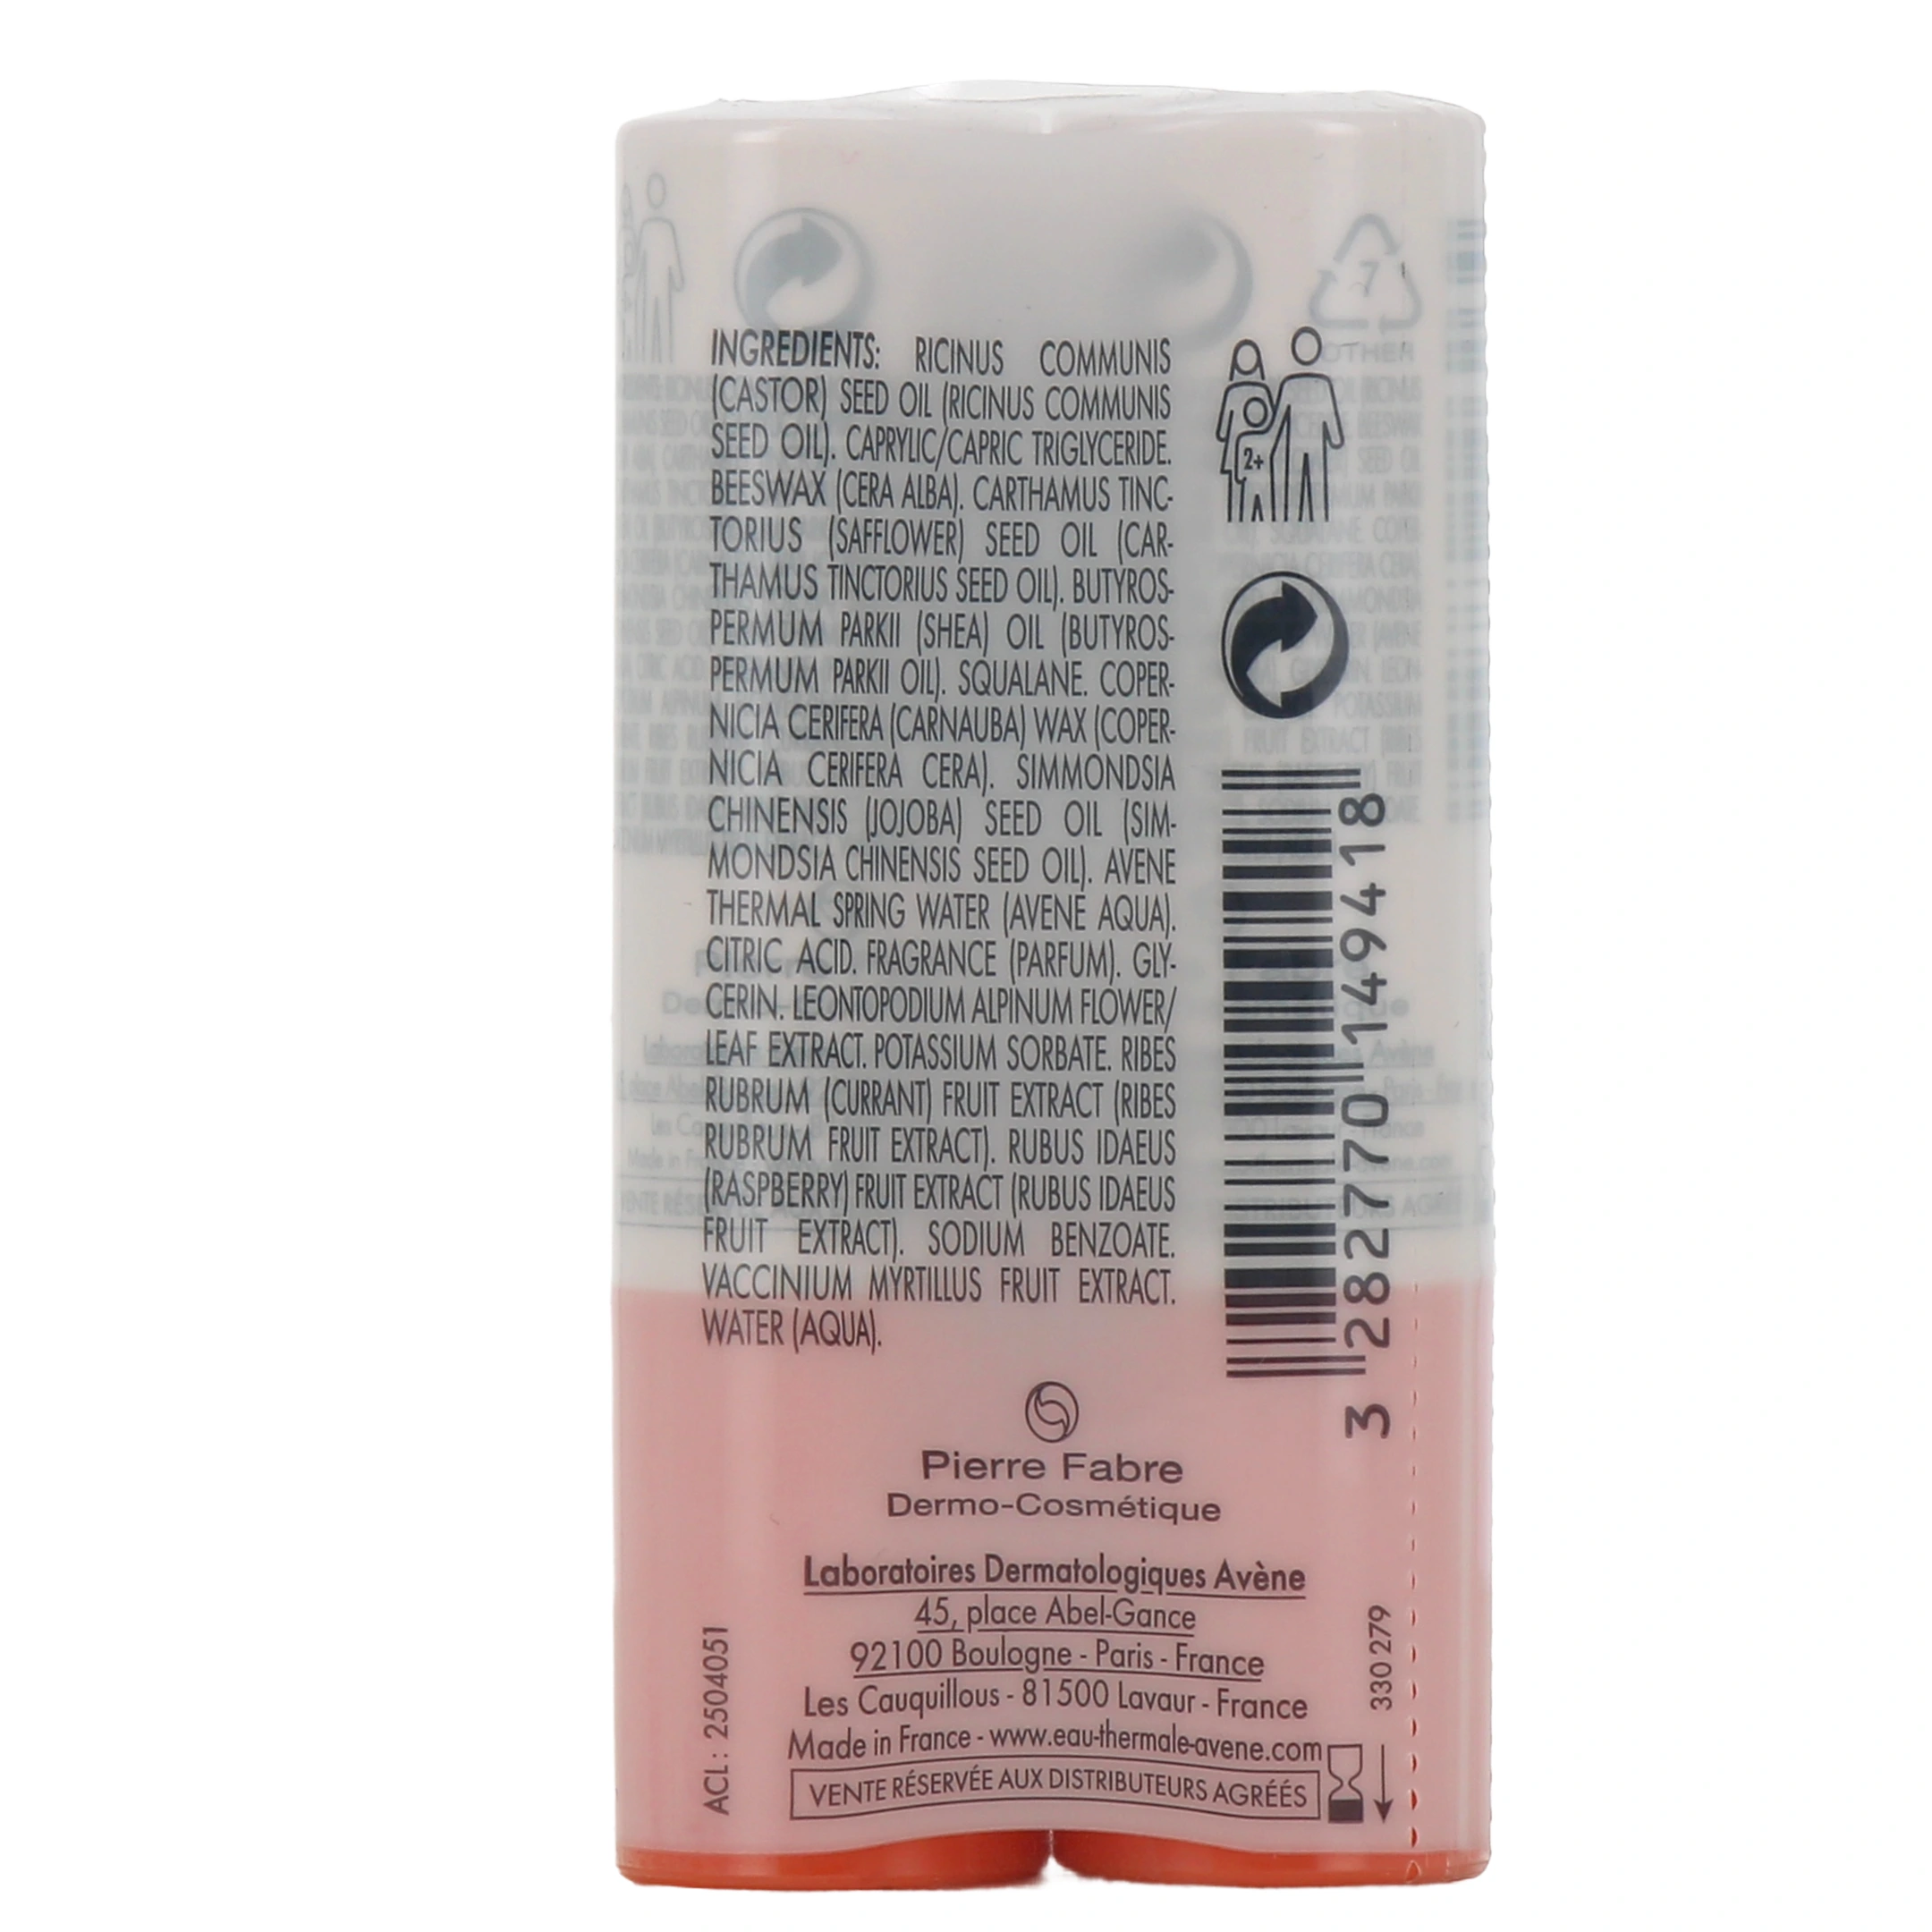 INGREDIENTS: RICINUS COMMUNIS
(CASTOR) SEED OIL (RICINUS COMMUNIS
SEED OIL). CAPRYLIC/CAPRIC TRIGLYCERIDE.
BEESWAX (CERA ALBA). CARTHAMUS TINC-
TORIUS (SAFFLOWER) SEED OIL (CAR-
THAMUS TINCTORIUS SEED OIL). BUTYROS-
PERMUM PARKII (SHEA) OIL (BUTYROS-
PERMUM PARKII OIL). SQUALANE. COPER-
NICIA CERIFERA (CARNAUBA) WAX (COPER-
NICIA CERIFERA CERA). SIMMONDSIA
CHINENSIS (JOJOBA) SEED OIL (SIM-
MONDSIA CHINENSIS SEED OIL). AVENE
THERMAL SPRING WATER (AVENE AQUA).
CITRIC ACID. FRAGRANCE (PARFUM). GLY-
CERIN. LEONTOPODIUM ALPINUM FLOWER/
LEAF EXTRACT. POTASSIUM SORBATE. RIBES
RUBRUM (CURRANT) FRUIT EXTRACT (RIBES
RUBRUM FRUIT EXTRACT). RUBUS IDAEUS
(RASPBERRY) FRUIT EXTRACT (RUBUS IDAEUS
FRUIT EXTRACT). SODIUM BENZOATE.
VACCINIUM MYRTILLUS FRUIT EXTRACT.
WATER (AQUA).
2+
3 282770 149418
Pierre Fabre
Dermo-Cosmétique
Laboratoires Dermatologiques Avène
45, place Abel-Gance
92100 Boulogne - Paris - France
Les Cauquillous - 81500 Lavaur - France
Made in France - www.eau-thermale-avene.com
VENTE RÉSERVÉE AUX DISTRIBUTEURS AGRÉÉS
ACL : 2504051
330279
7
OTHER